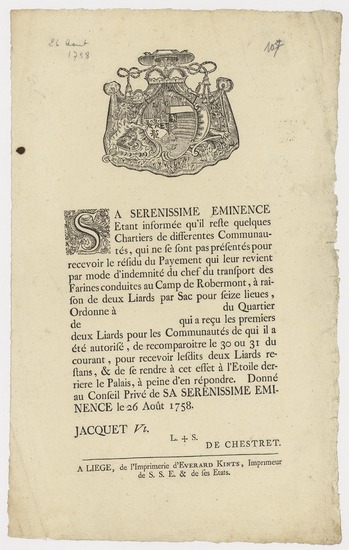 26 Aout
1758
107
SA SERENISSIME EMINENCE
Etant informée qu'il reste quelques
Chartiers de differentes Communau-
tés, qui ne se sont pas présentés pour
recevoir le résidu du Payement qui leur revient
par mode d'indemnité du chef du transport des
Farines conduites au Camp de Robermont, à rai-
son de deux Liards par Sac pour seize lieues,
Ordonne à du Quartier
de qui a reçu les premiers
deux Liards pour les Communautés de qui il a
été autorisé, de recomparoitre le 30 ou 31 du
courant, pour recevoir lesdits deux Liards re-
stans, & de se rendre à cet effet à l'Etoile der-
riere le Palais, à peine d'en répondre. Donné
au Conseil Privé de SA SERENISSIME EMI-
NENCE le 26 Août 1758.
JACQUET Vt.
L. + S.
DE CHESTRET.
A LIEGE, de l'Imprimerie d'EVERARD KINTS, Imprimeur
de S. S. E. & de ses Etats.